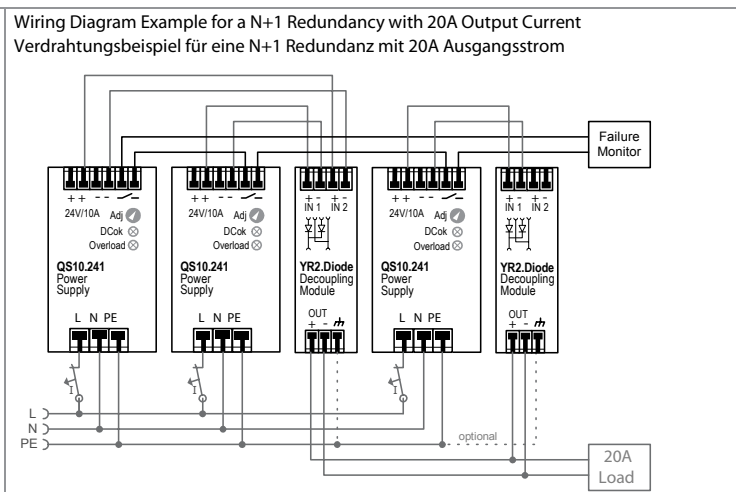 Wiring Diagram Example for a N+1 Redundancy with 20A Output Current
Verdrahtungsbeispiel für eine N+1 Redundanz mit 20A Ausgangsstrom
Failure
Monitor
+ + - -
24V/10A Adj
DCok
Overload
QS10.241
Power
Supply
L N PE
+ + - -
24V/10A Adj
DCok
Overload
QS10.241
Power
Supply
L N PE
+ - + -
IN 1 IN 2
YR2.Diode
Decoupling
Module
OUT
+ -
+ + - -
24V/10A Adj
DCok
Overload
QS10.241
Power
Supply
L N PE
+ - + -
IN 1 IN 2
YR2.Diode
Decoupling
Module
OUT
+ -
I
I
I
L
N
PE
optional
20A
Load